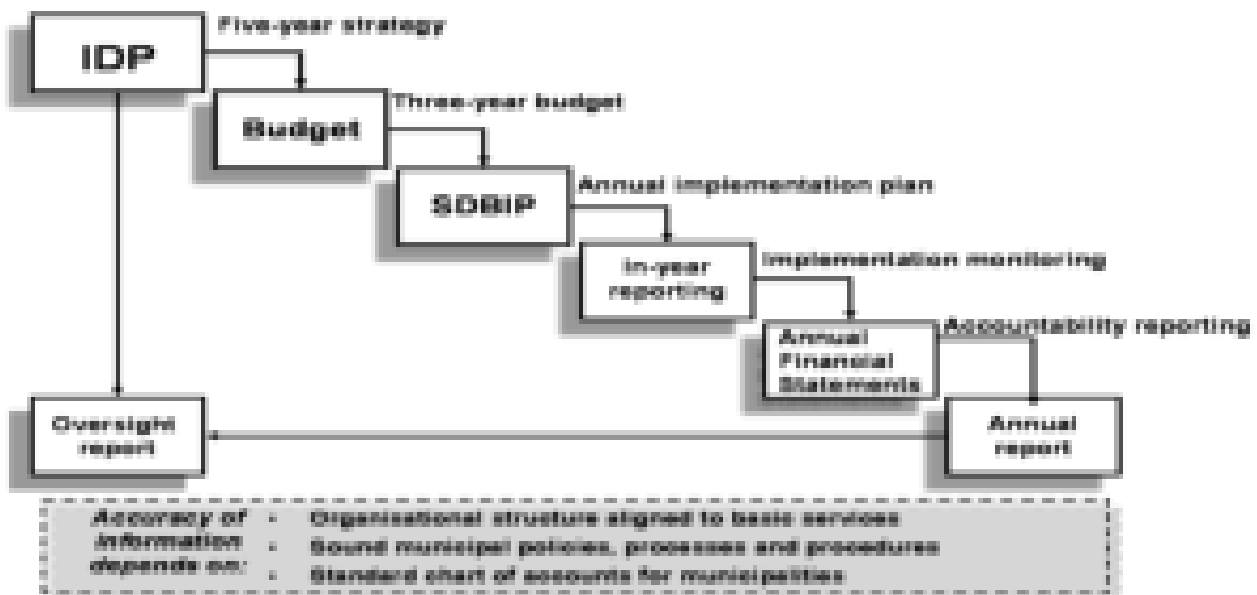 Five-year strategy
IDP
Three-year budget
Budget
Annual implementation plan
SDBIP
In-year
reporting
Implementation monitoring
Annual
Financial
Statements
Accountability reporting
Oversight
report
Annual
report
Accuracy of
information
depends on:
• Organisational structure aligned to basic services
• Sound municipal policies, processes and procedures
• Standard chart of accounts for municipalities